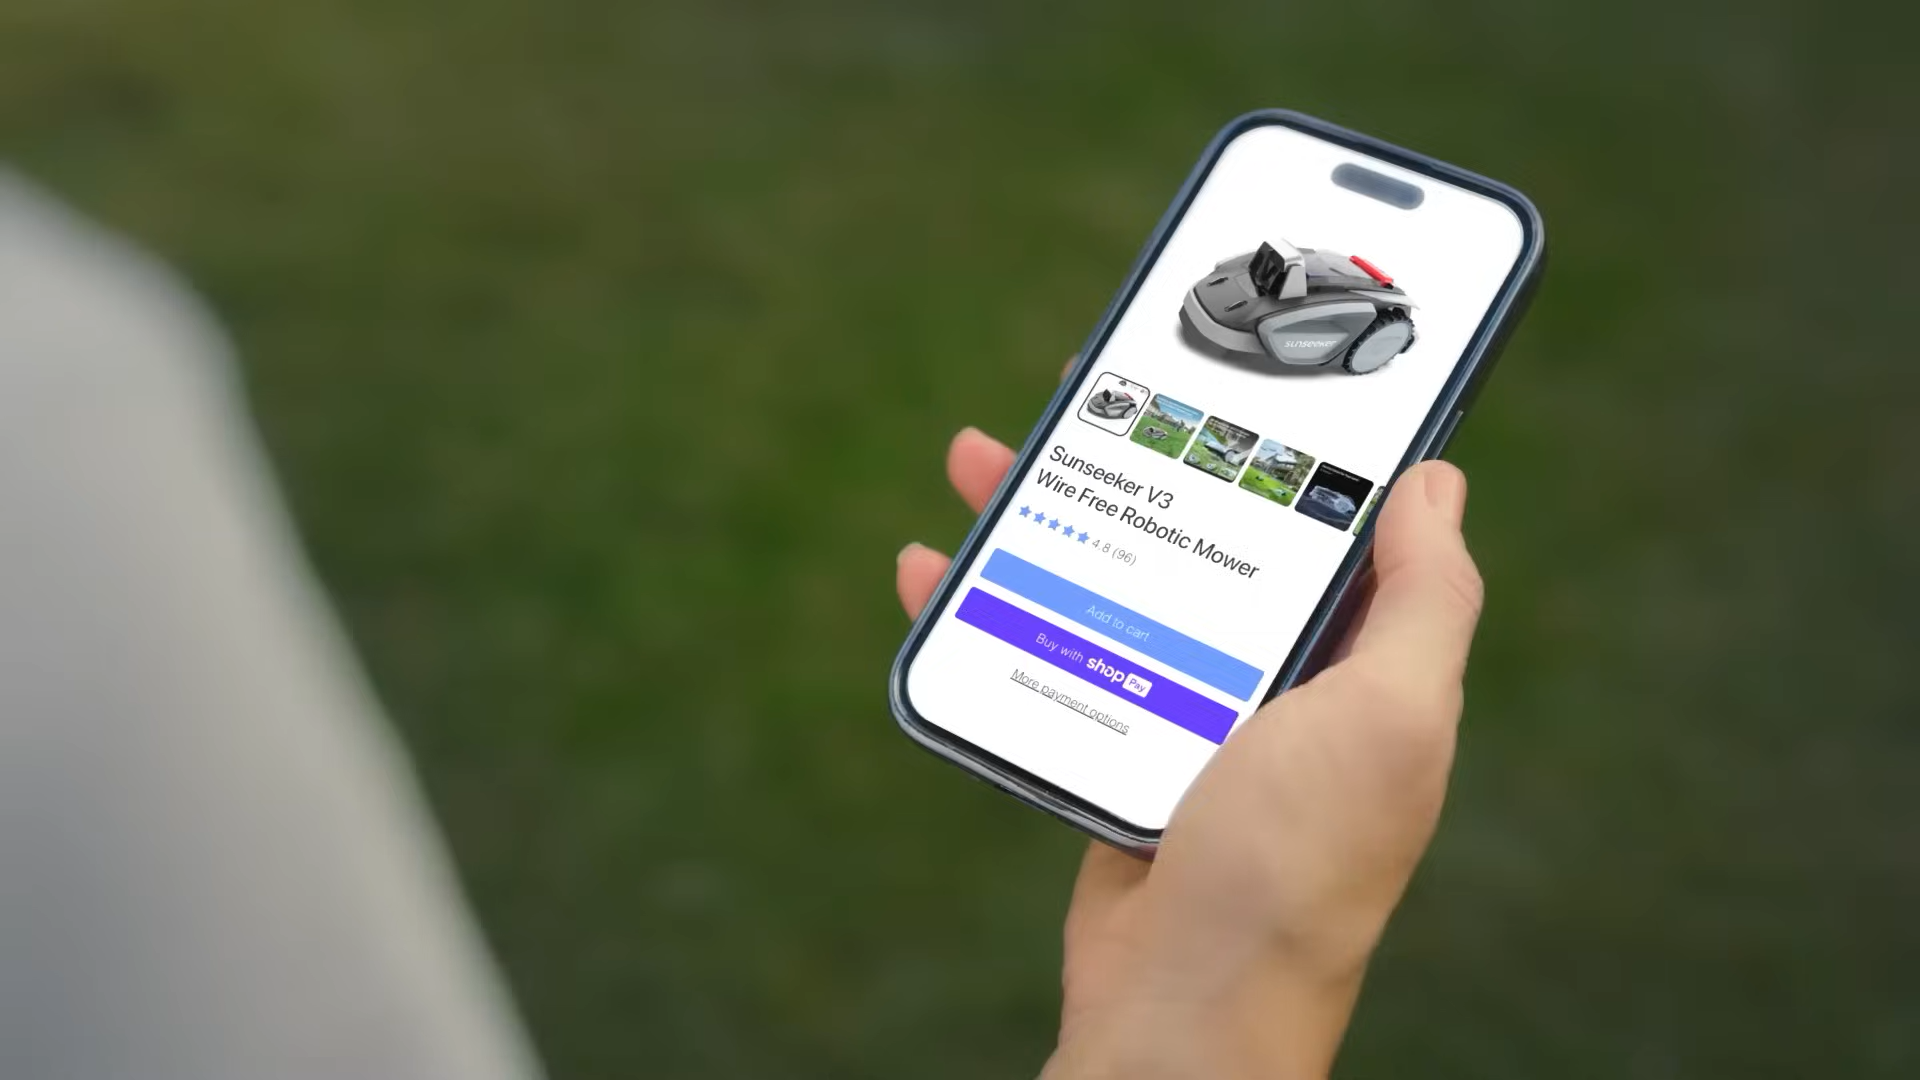 sunseeker
Sunseeker V3
Wire Free Robotic Mower
4.8 (96)
Add to cart
Buy with shop Pay
More payment options